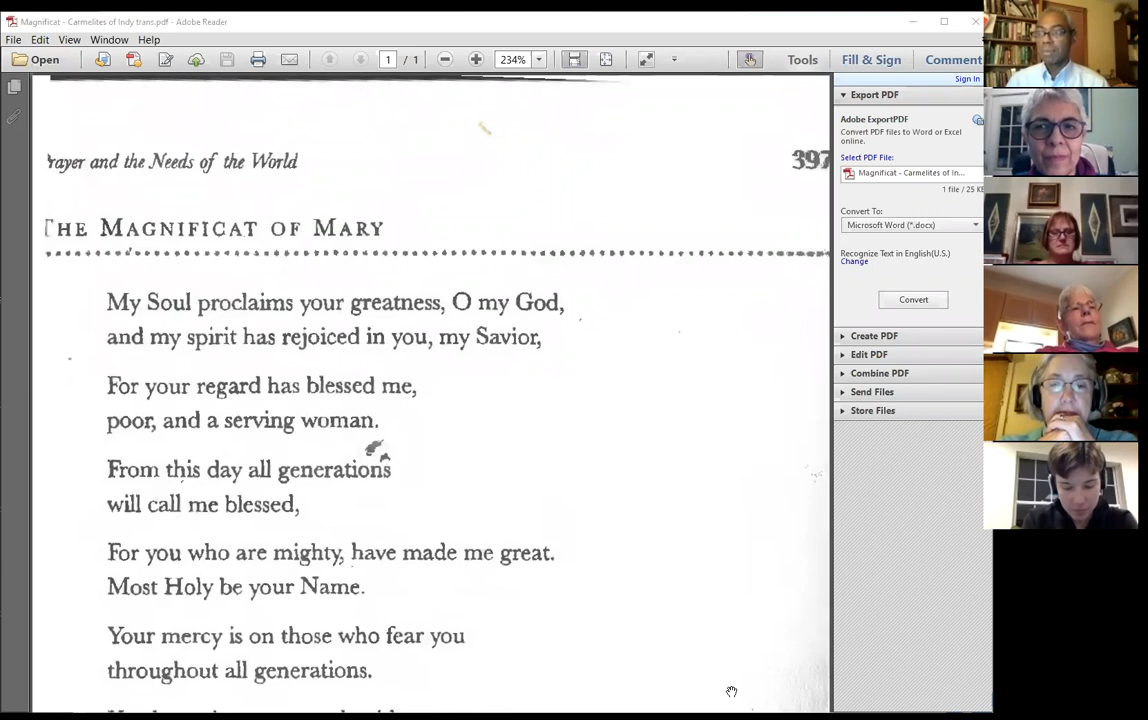 Magnificat - Carmelites of Indy trans.pdf - Adobe Reader
File Edit View Window Help
Open 1 / 1 234% Tools Fill & Sign Comment
Sign In
Export PDF
Adobe ExportPDF
Convert PDF files to Word or Excel
online.
Select PDF File:
Magnificat - Carmelites of In...
1 file / 25 KB
Convert To:
Microsoft Word (*.docx)
Recognize Text in English(U.S.)
Change
Convert
Create PDF
Edit PDF
Combine PDF
Send Files
Store Files
rayer and the Needs of the World 397
THE MAGNIFICAT OF MARY
My Soul proclaims your greatness, O my God,
and my spirit has rejoiced in you, my Savior,
For your regard has blessed me,
poor, and a serving woman.
From this day all generations
will call me blessed,
For you who are mighty, have made me great.
Most Holy be your Name.
Your mercy is on those who fear you
throughout all generations.